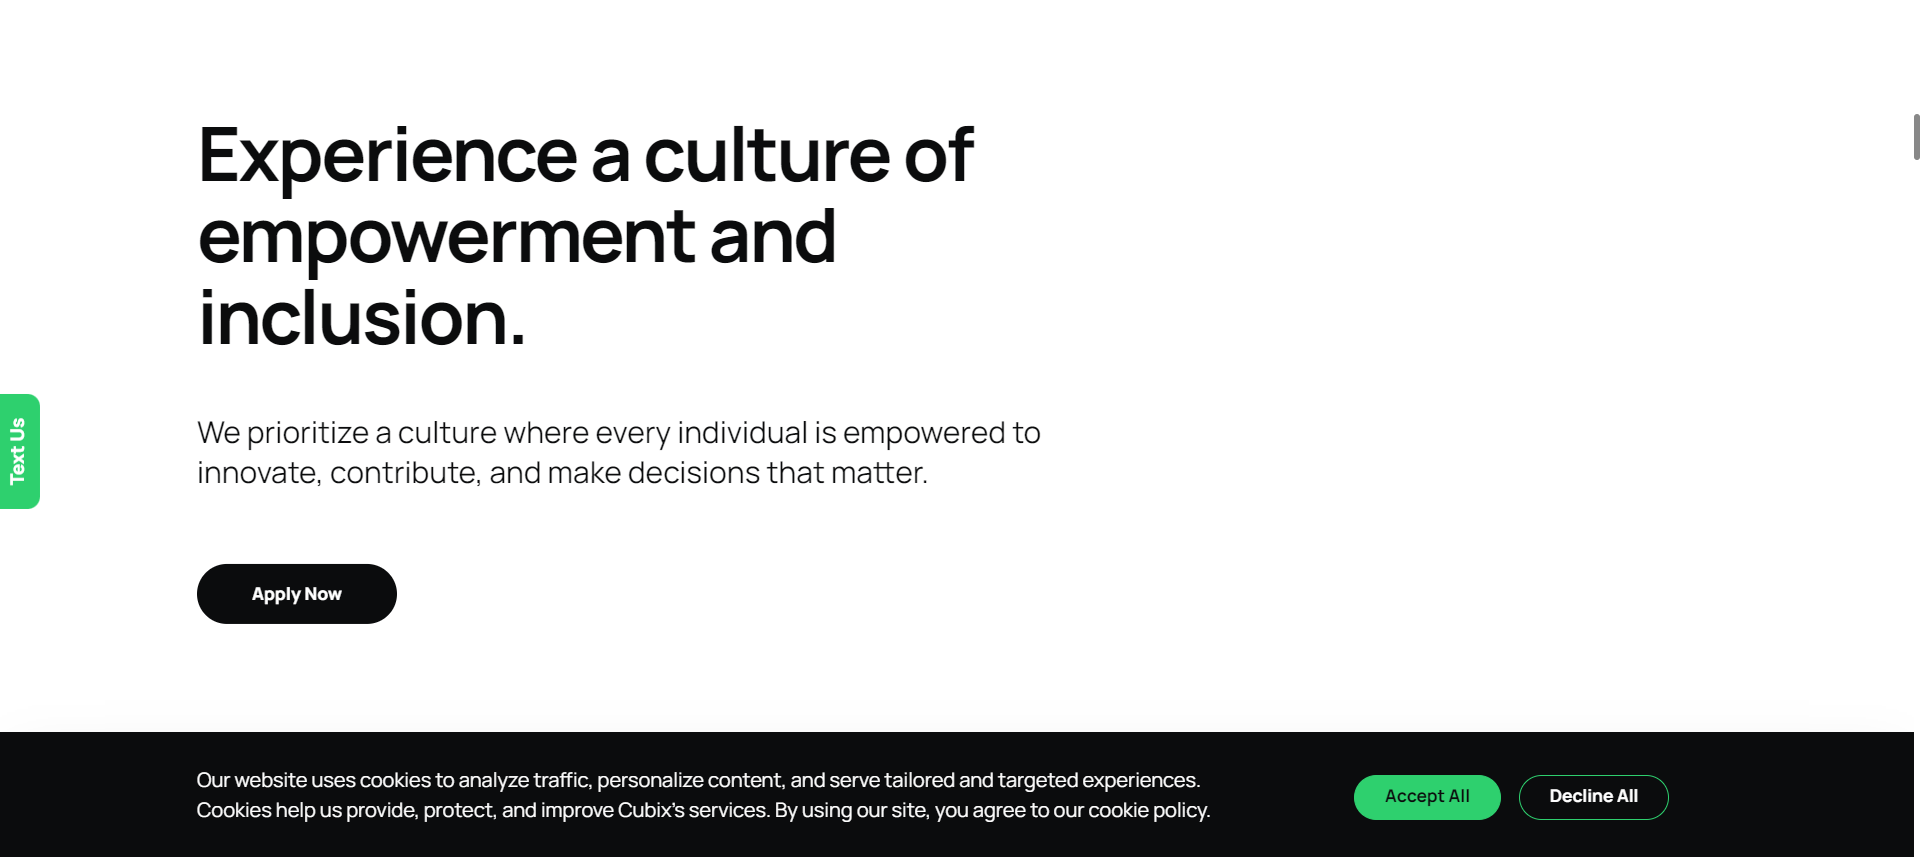 Experience a culture of
empowerment and
inclusion.
We prioritize a culture where every individual is empowered to
innovate, contribute, and make decisions that matter.
Text Us
Apply Now
Our website uses cookies to analyze traffic, personalize content, and serve tailored and targeted experiences.
Cookies help us provide, protect, and improve Cubix's services. By using our site, you agree to our cookie policy.
Accept All
Decline All